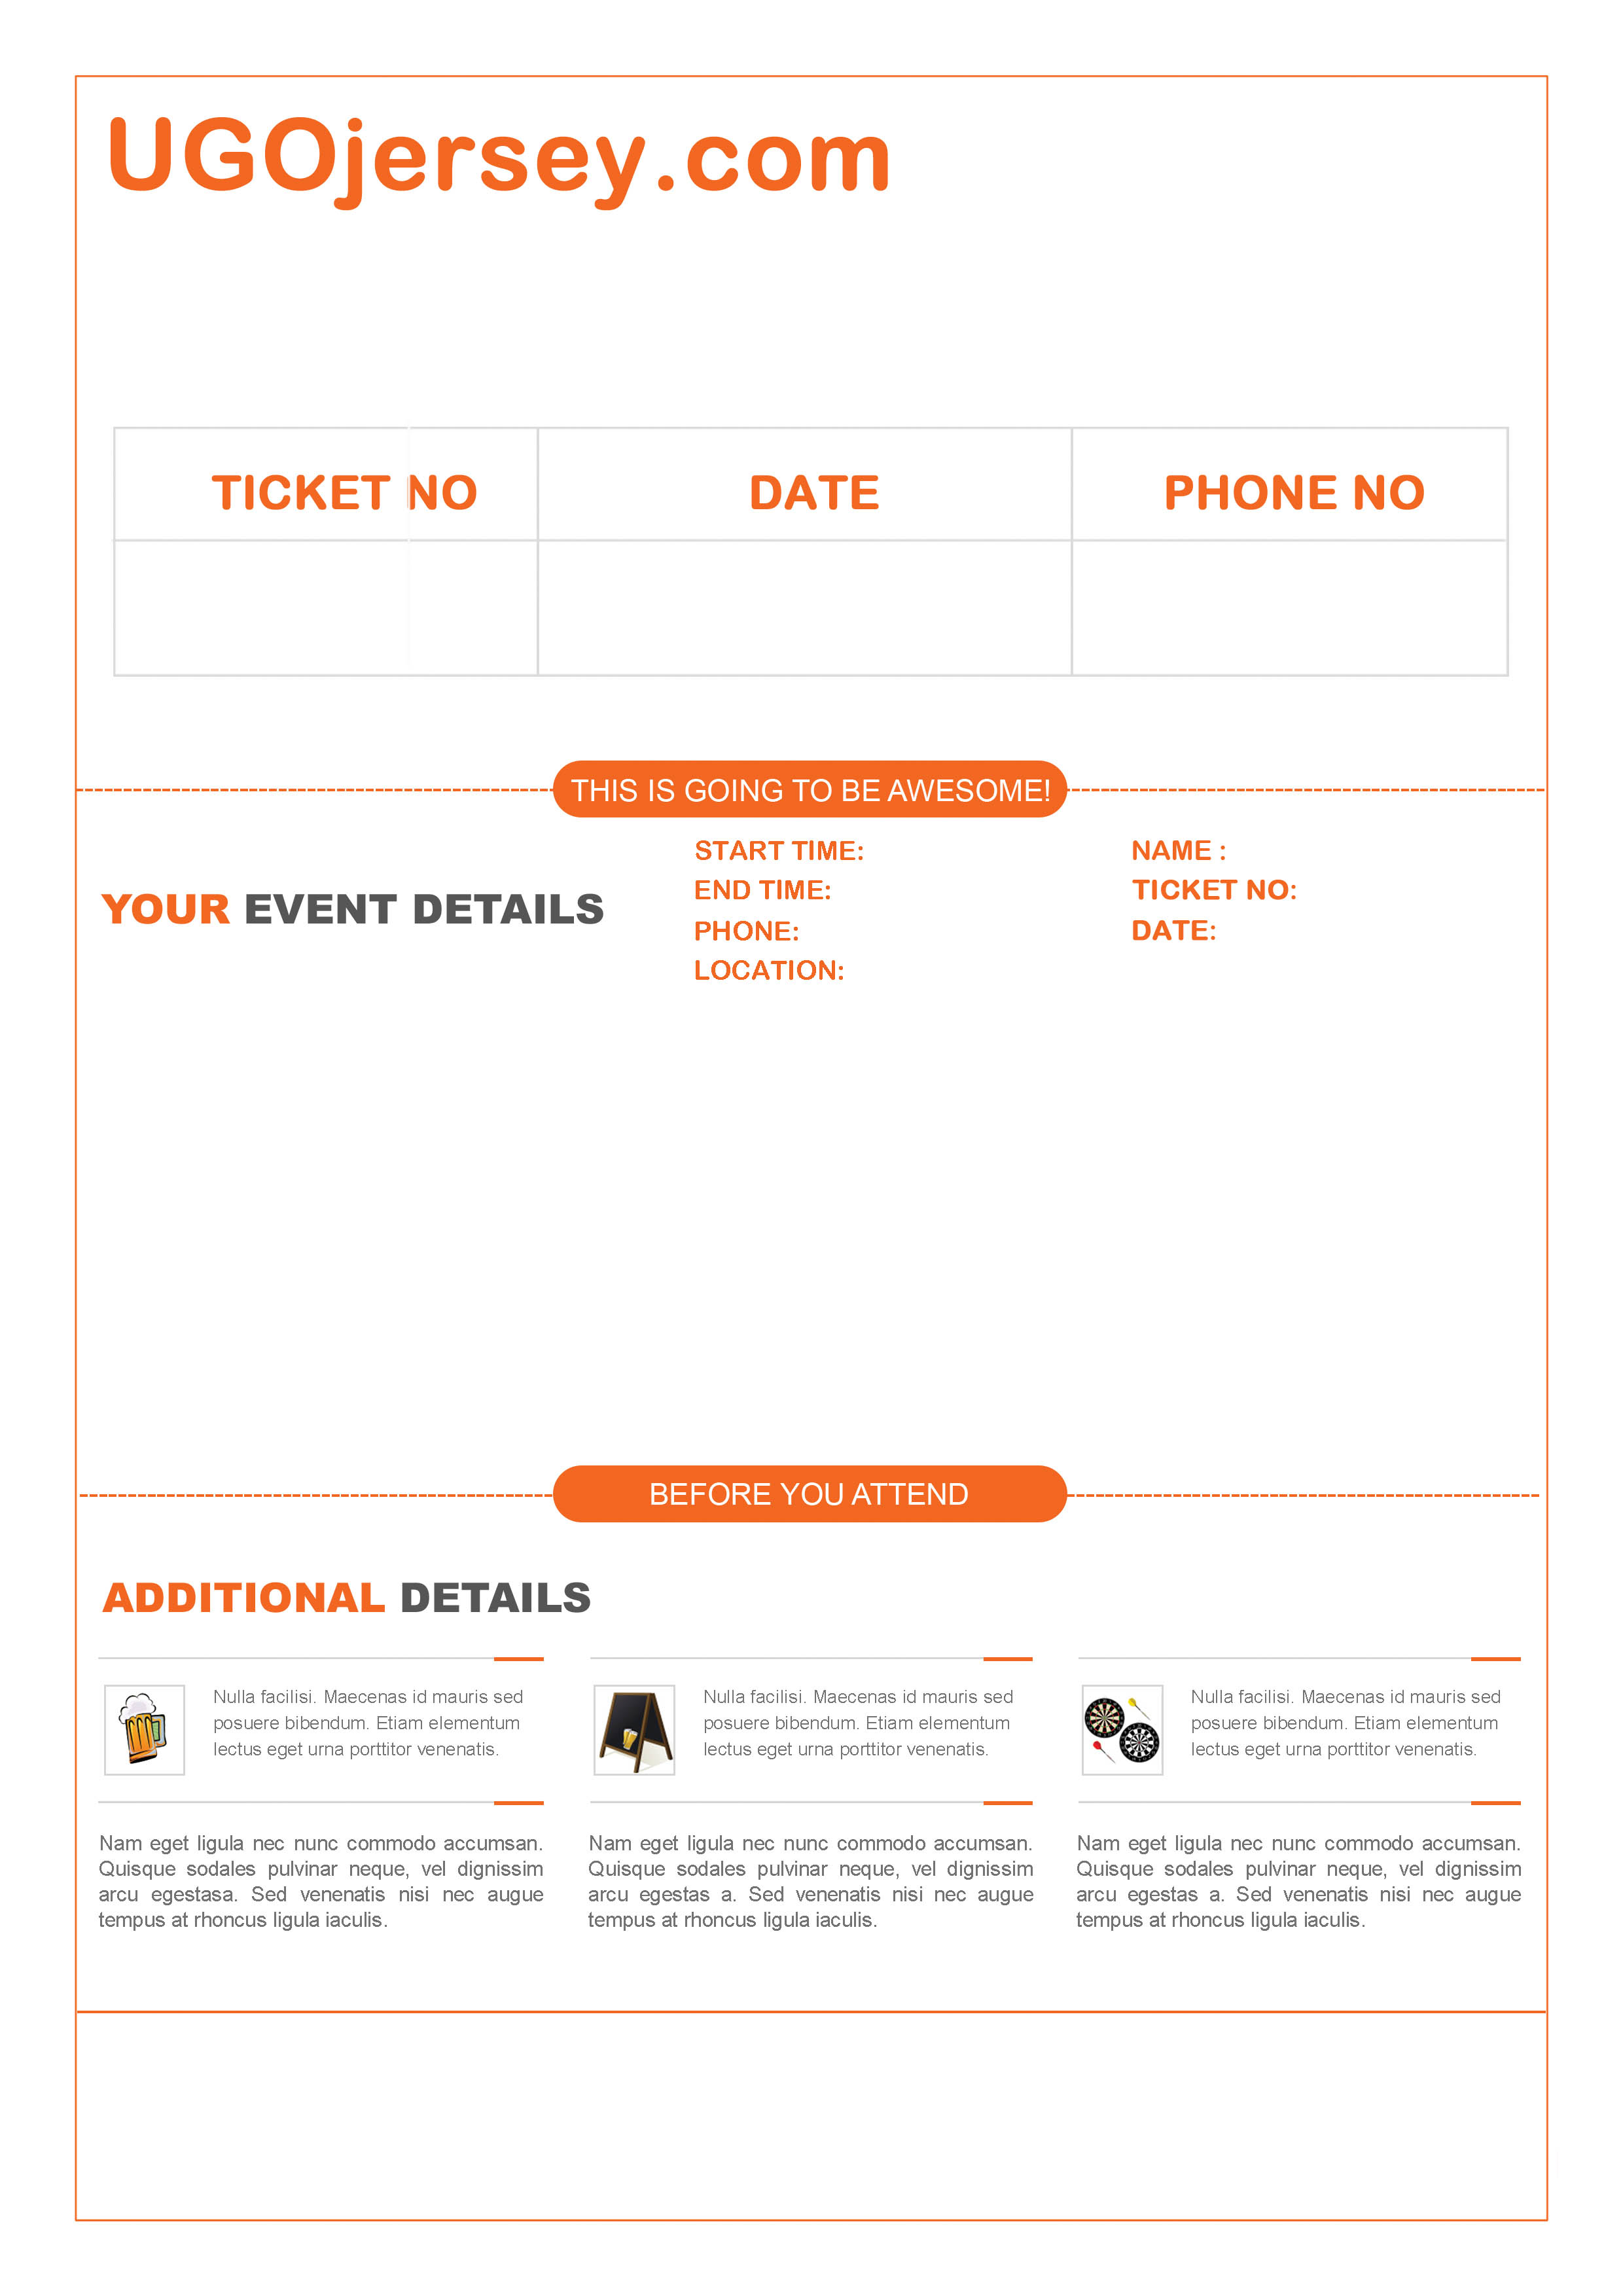 UGOjersey.com
TICKET NO DATE PHONE NO
THIS IS GOING TO BE AWESOME!
YOUR EVENT DETAILS
START TIME:
END TIME:
PHONE:
LOCATION:
NAME :
TICKET NO:
DATE:
BEFORE YOU ATTEND
ADDITIONAL DETAILS
Nulla facilisi. Maecenas id mauris sed
posuere bibendum. Etiam elementum
lectus eget urna porttitor venenatis.
Nam eget ligula nec nunc commodo accumsan.
Quisque sodales pulvinar neque, vel dignissim
arcu egestasa. Sed venenatis nisi nec augue
tempus at rhoncus ligula iaculis.
Nulla facilisi. Maecenas id mauris sed
posuere bibendum. Etiam elementum
lectus eget urna porttitor venenatis.
Nam eget ligula nec nunc commodo accumsan.
Quisque sodales pulvinar neque, vel dignissim
arcu egestas a. Sed venenatis nisi nec augue
tempus at rhoncus ligula iaculis.
Nulla facilisi. Maecenas id mauris sed
posuere bibendum. Etiam elementum
lectus eget urna porttitor venenatis.
Nam eget ligula nec nunc commodo accumsan.
Quisque sodales pulvinar neque, vel dignissim
arcu egestas a. Sed venenatis nisi nec augue
tempus at rhoncus ligula iaculis.